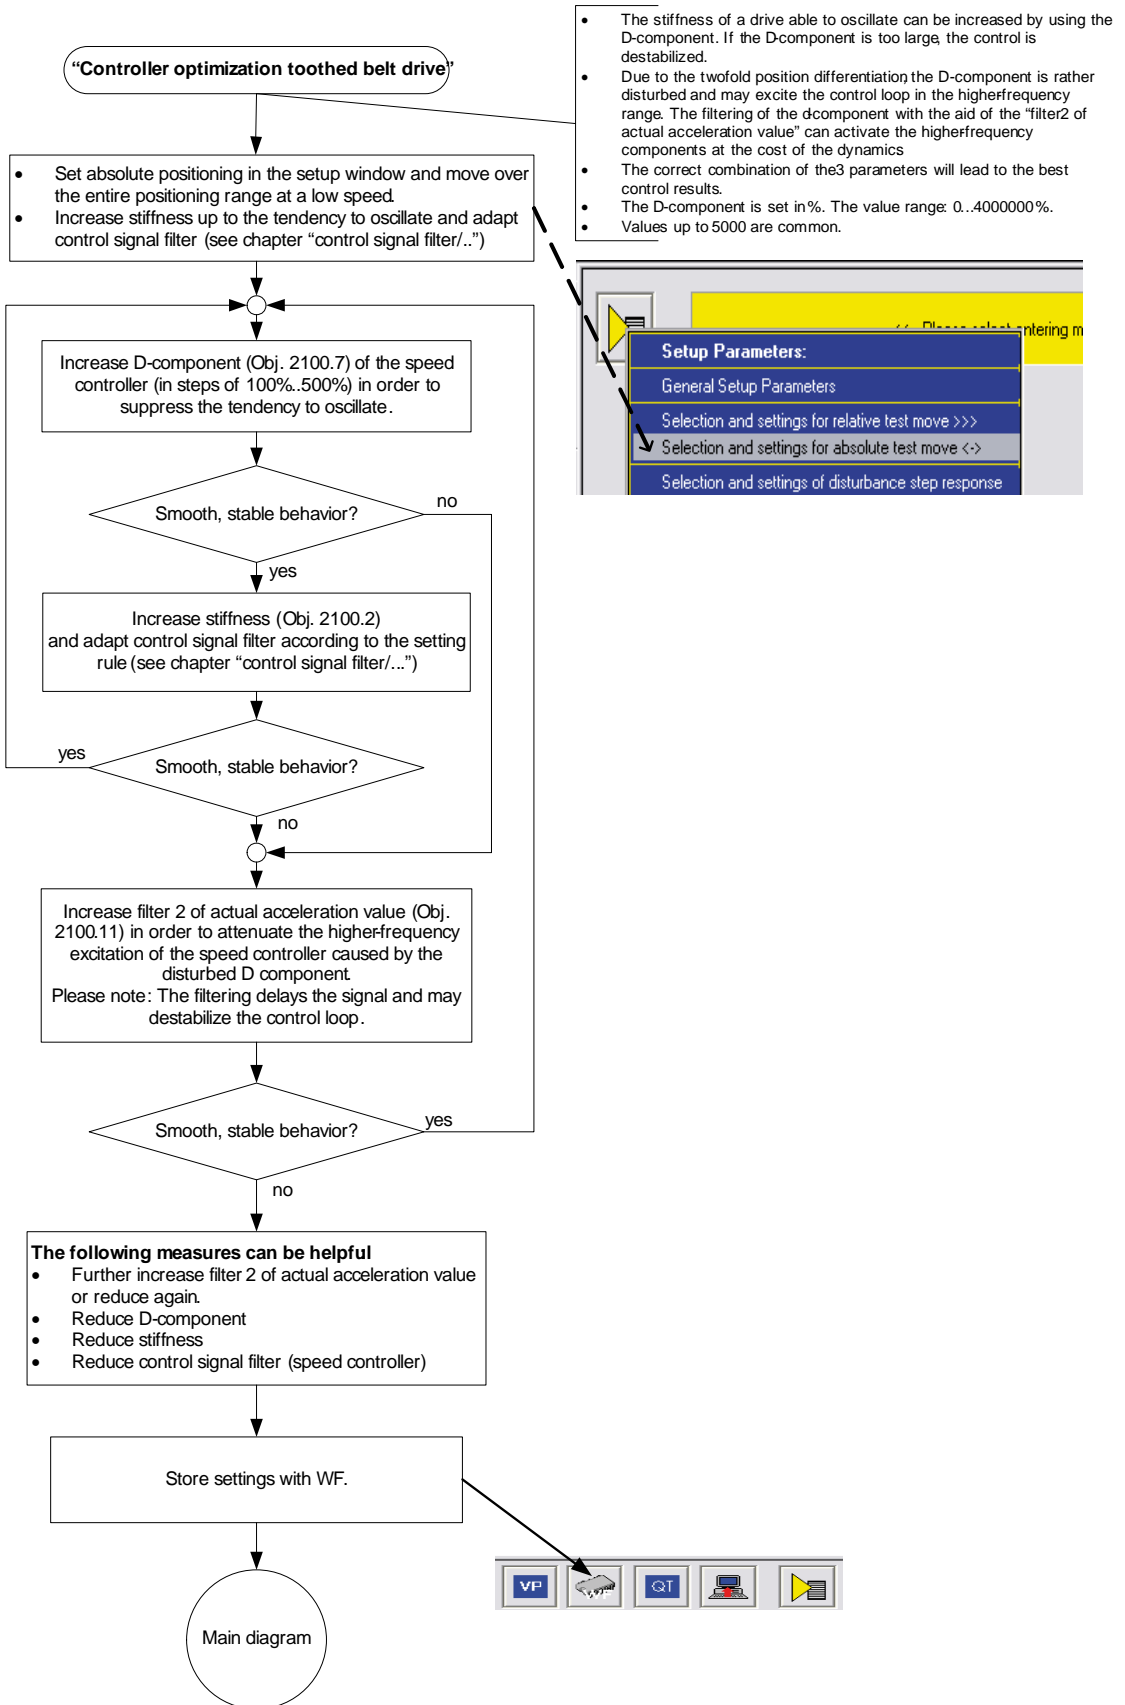 “Controller optimization toothed belt drive”
• The stiffness of a drive able to oscillate can be increased by using the
D-component. If the D-component is too large, the control is
destabilized.
• Due to the twofold position differentiation, the D-component is rather
disturbed and may excite the control loop in the higher-frequency
range. The filtering of the d-component with the aid of the “filter2 of
actual acceleration value” can activate the higher-frequency
components at the cost of the dynamics
• The correct combination of the3 parameters will lead to the best
control results.
• The D-component is set in%. The value range: 0...4000000%.
• Values up to 5000 are common.
• Set absolute positioning in the setup window and move over
the entire positioning range at a low speed.
• Increase stiffness up to the tendency to oscillate and adapt
control signal filter (see chapter “control signal filter/..”)
<< Please select entering m
Setup Parameters:
General Setup Parameters
Selection and settings for relative test move >>>
Selection and settings for absolute test move <->
Selection and settings of disturbance step response
Increase D-component (Obj. 2100.7) of the speed
controller (in steps of 100%..500%) in order to
suppress the tendency to oscillate.
Smooth, stable behavior?
no
yes
Increase stiffness (Obj. 2100.2)
and adapt control signal filter according to the setting
rule (see chapter “control signal filter/...”)
yes
Smooth, stable behavior?
no
Increase filter 2 of actual acceleration value (Obj.
2100.11) in order to attenuate the higher-frequency
excitation of the speed controller caused by the
disturbed D component.
Please note: The filtering delays the signal and may
destabilize the control loop.
Smooth, stable behavior?
yes
no
The following measures can be helpful
• Further increase filter 2 of actual acceleration value
or reduce again.
• Reduce D-component
• Reduce stiffness
• Reduce control signal filter (speed controller)
Store settings with WF.
VP WF QT
Main diagram